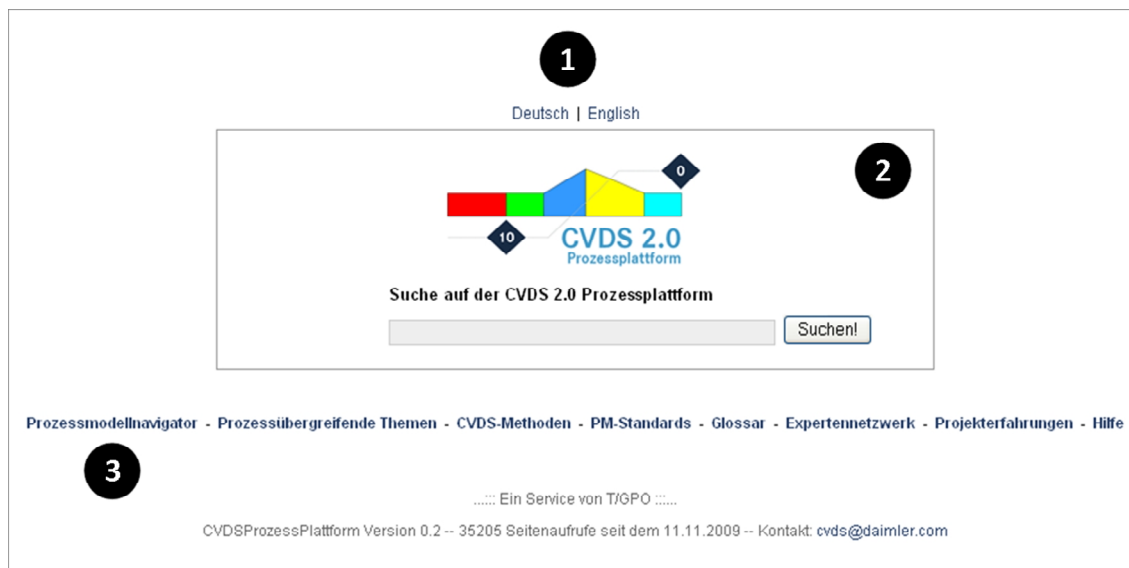 1
Deutsch | English
2
0
10
CVDS 2.0
Prozessplattform
Suche auf der CVDS 2.0 Prozessplattform
Suchen!
Prozessmodellnavigator - Prozessübergreifende Themen - CVDS-Methoden - PM-Standards - Glossar - Expertennetzwerk - Projekterfahrungen - Hilfe
3
...::: Ein Service von T/GPO :::...
CVDSProzessPlattform Version 0.2 -- 35205 Seitenaufrufe seit dem 11.11.2009 -- Kontakt: cvds@daimler.com